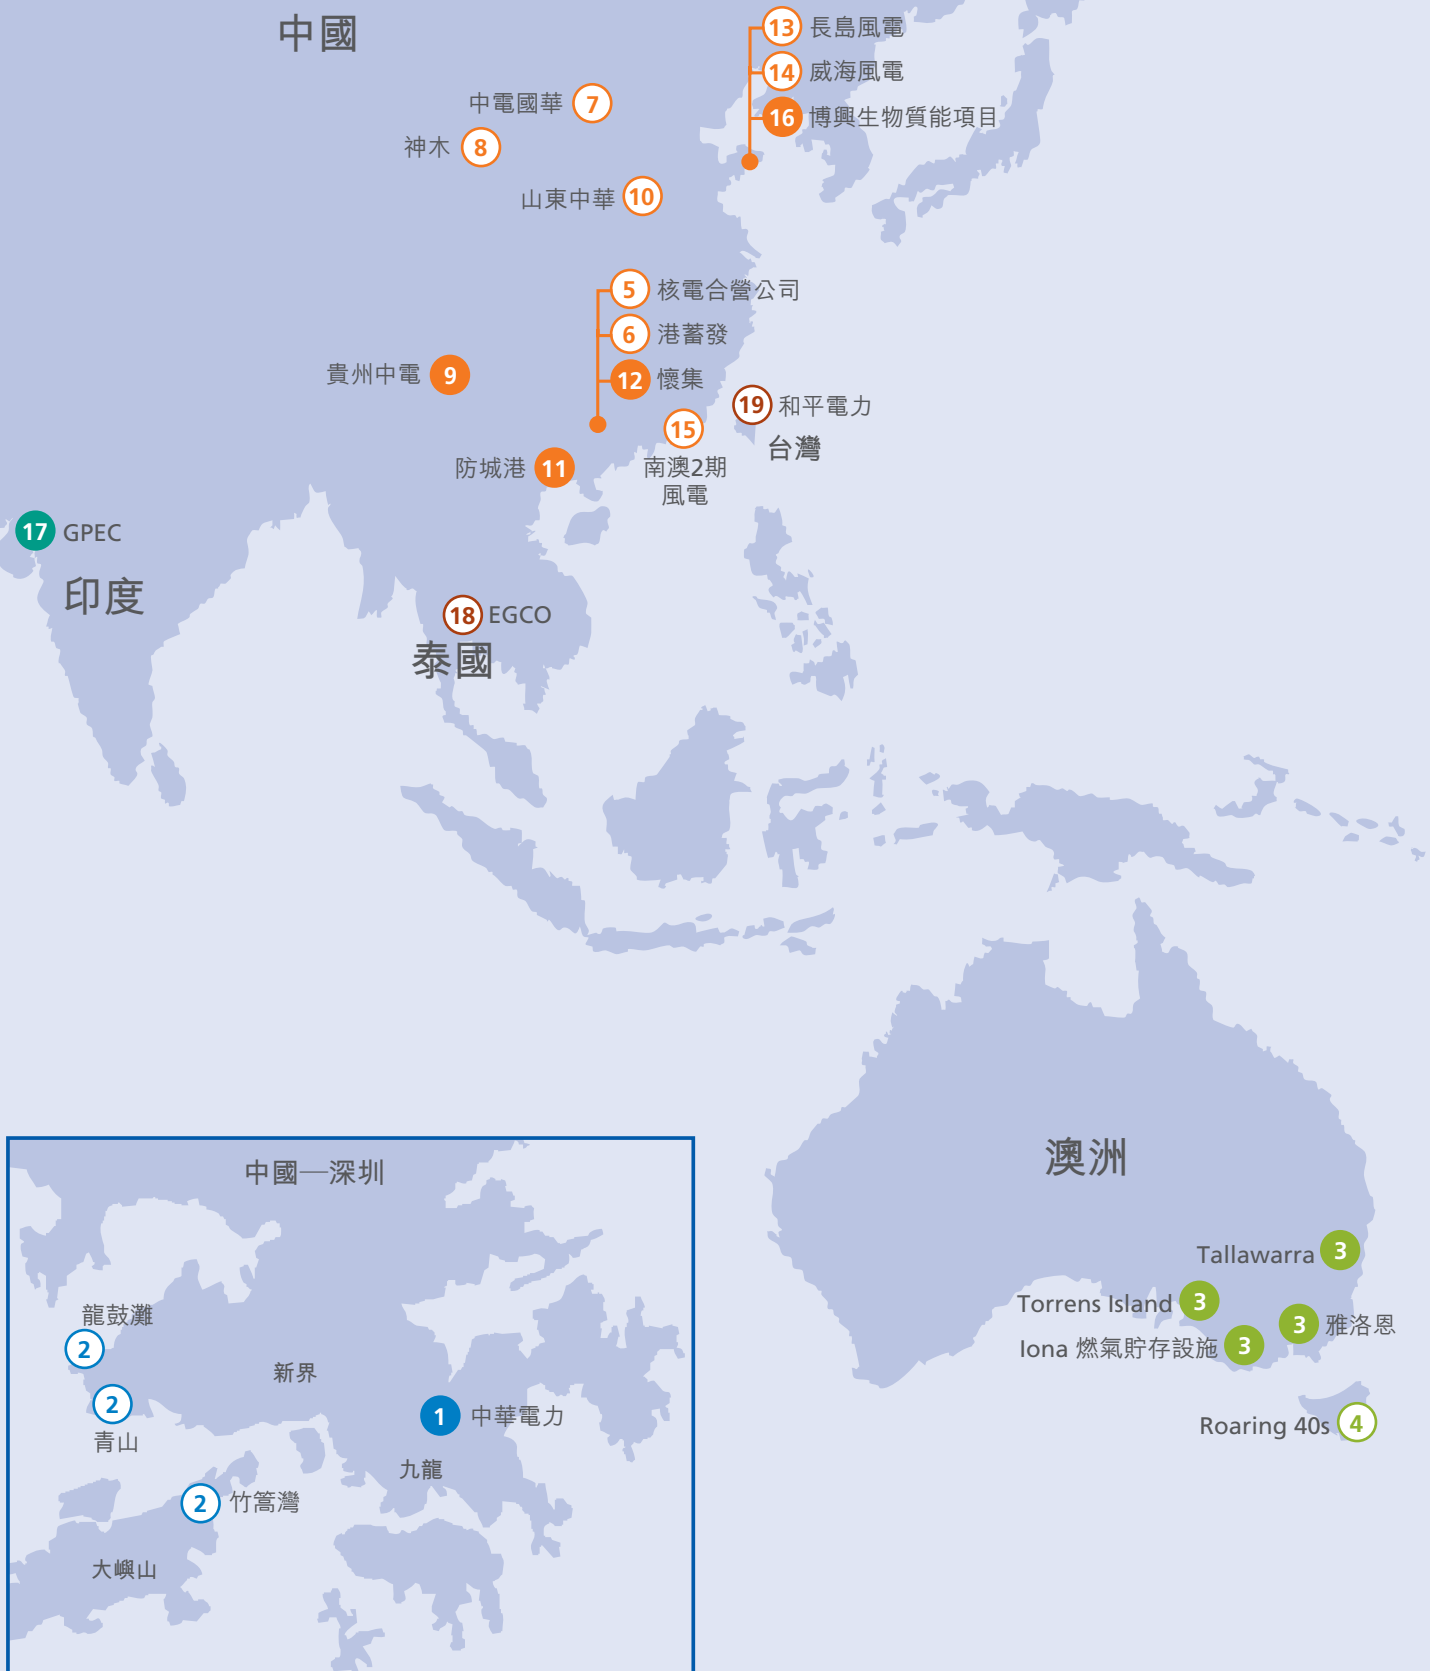 中國
13 長島風電
14 威海風電
16 博興生物質能項目
中電國華 7
神木 8
山東中華 10
5 核電合營公司
6 港蓄發
12 懷集
貴州中電 9
19 和平電力
台灣
15
南澳2期
風電
防城港 11
17 GPEC
印度
18 EGCO
泰國
澳洲
Tallawarra 3
Torrens Island 3
3 雅洛恩
Iona 燃氣貯存設施 3
Roaring 40s 4
中國—深圳
龍鼓灘
2
新界
2
青山
1 中華電力
九龍
2 竹篙灣
大嶼山